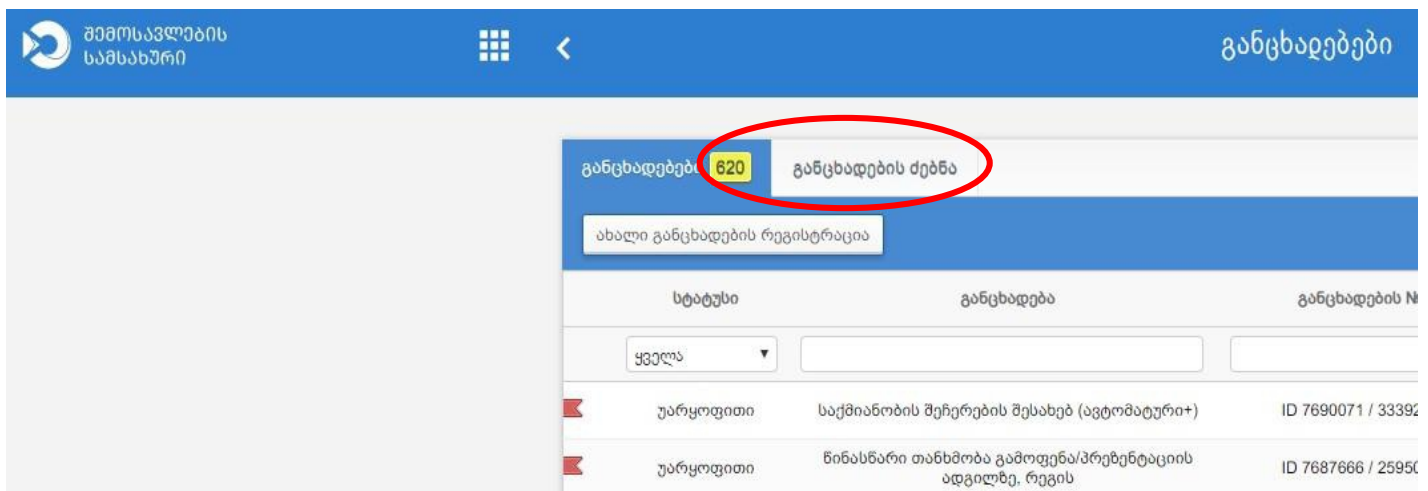 შემოსავლების
სამსახური
განცხადებები
განცხადებები 620 განცხადების ძებნა
ახალი განცხადების რეგისტრაცია
სტატუსი განცხადება განცხადების №
ყველა
უარყოფითი საქმიანობის შეჩერების შესახებ (ავტომატური+) ID 7690071 / 33392
უარყოფითი წინასწარი თანხმობა გამოფენა/პრეზენტაციის
ადგილზე, რეგის ID 7687666 / 25950